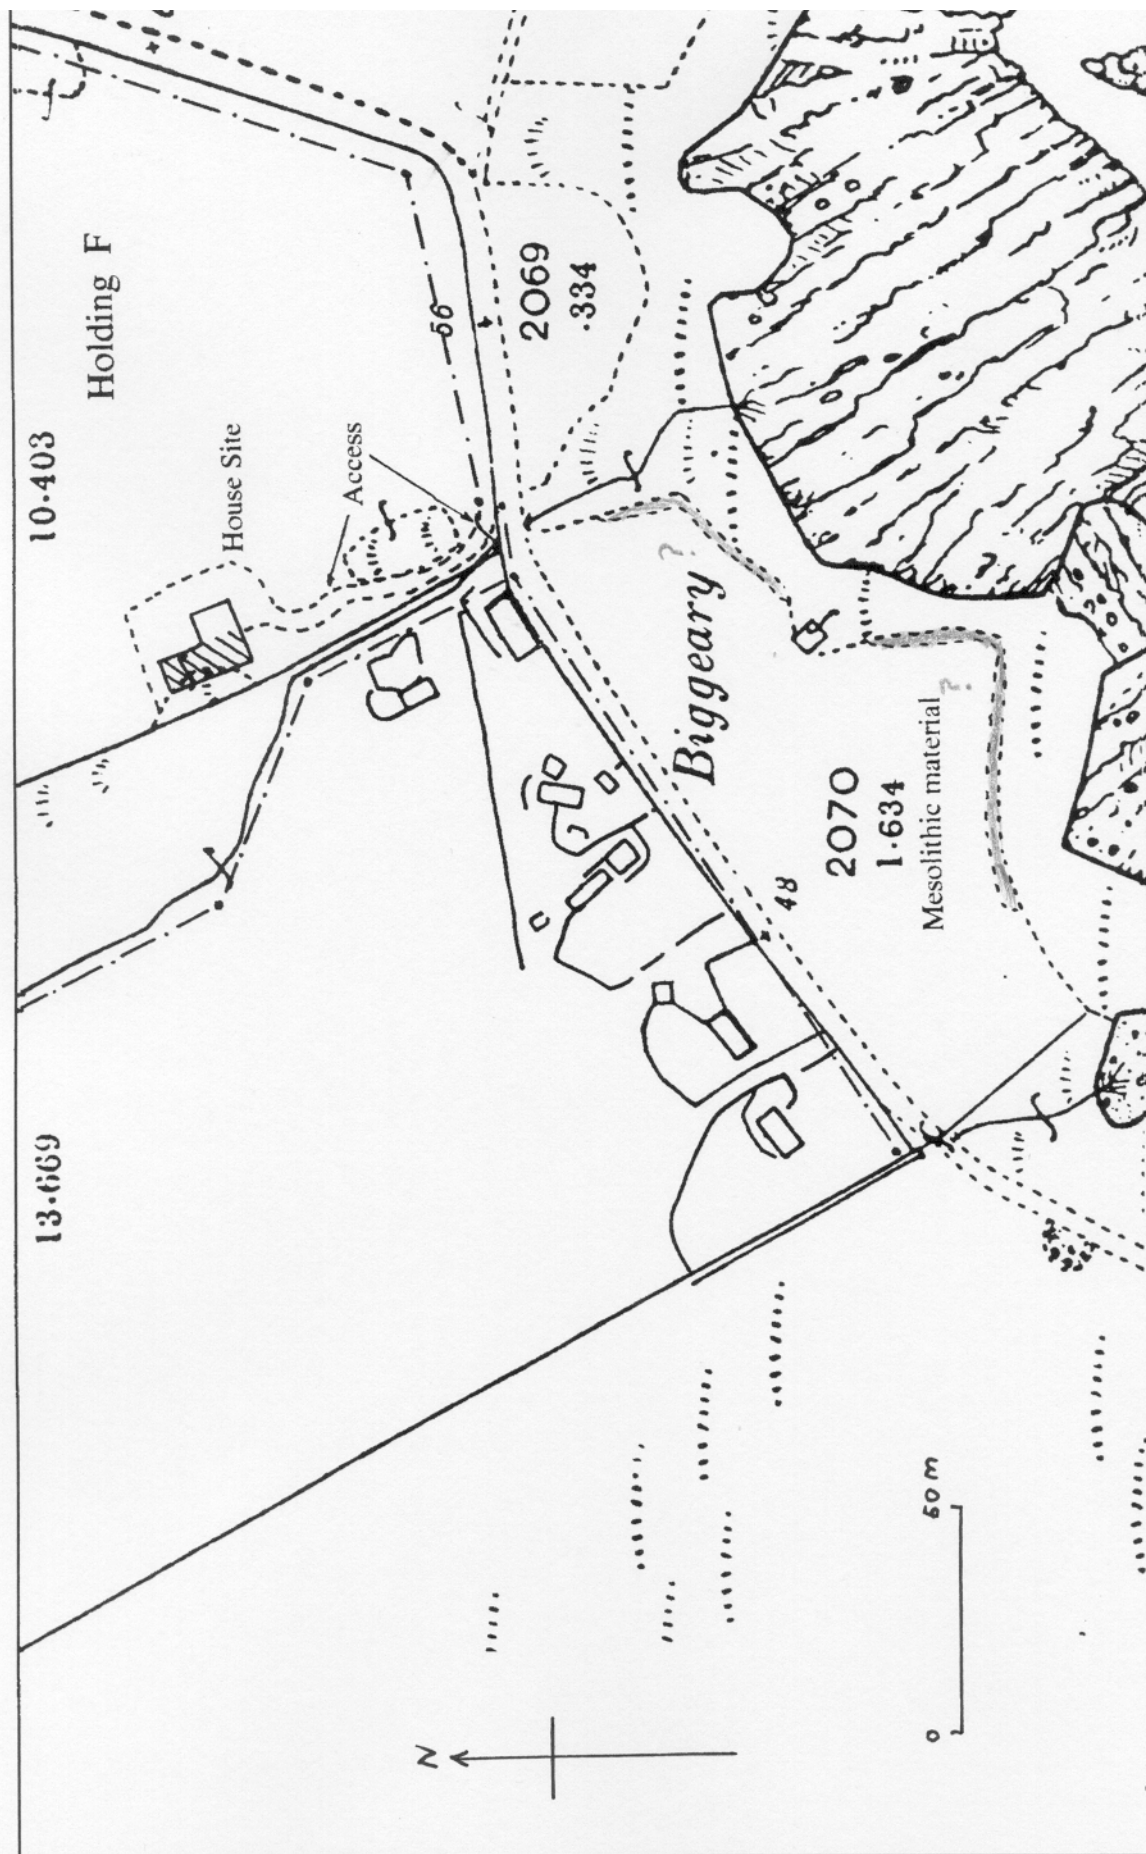 10·403
Holding F
House Site
Access
56
2069
·334
13·669
Biggeary
?
?
2070
1·634
Mesolithic material
48
N
0
50 m